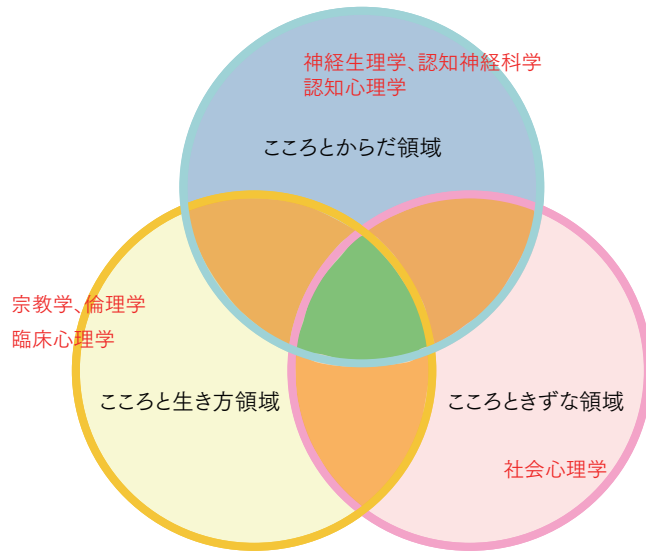 神経生理学、認知神経科学
認知心理学
こころとからだ領域
宗教学、倫理学
臨床心理学
こころと生き方領域
こころときずな領域
社会心理学